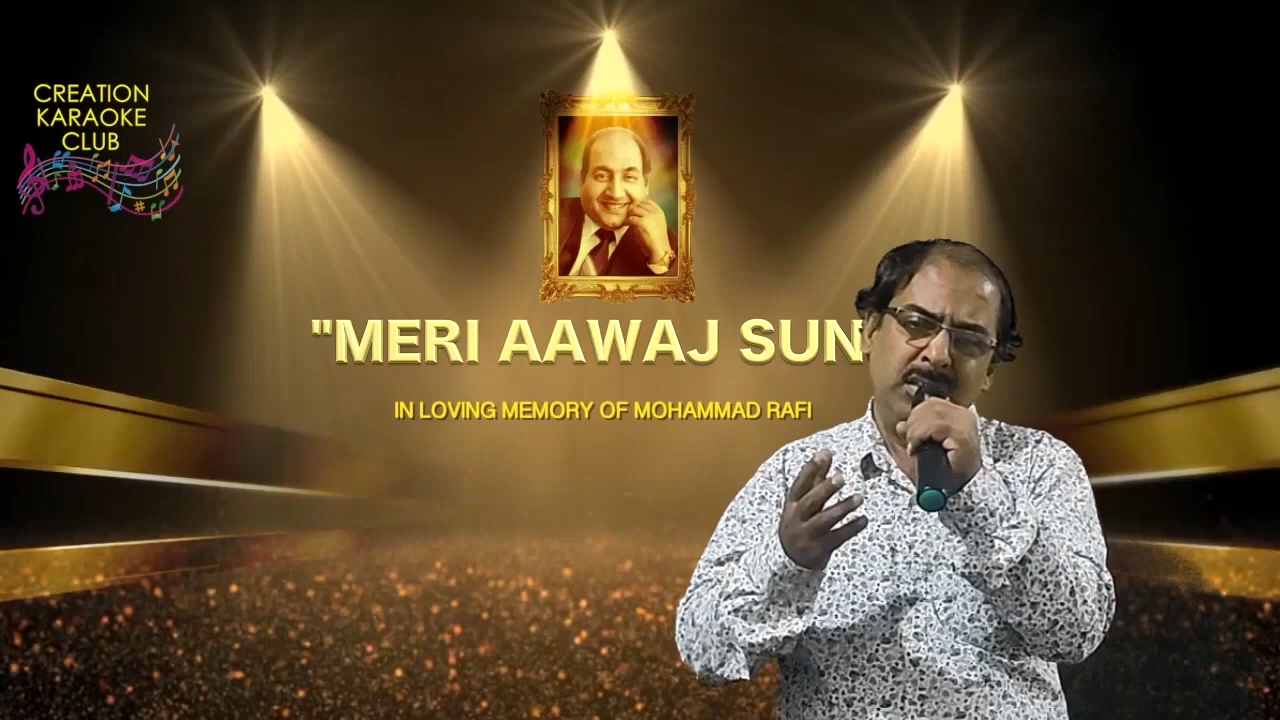 CREATION
KARAOKE
CLUB
"MERI AAWAJ SUN
IN LOVING MEMORY OF MOHAMMAD RAFI